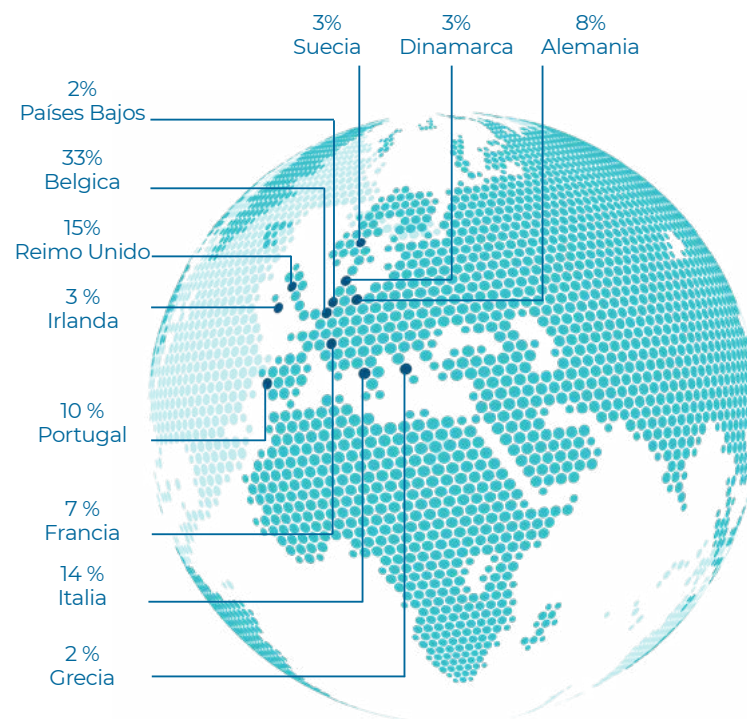 3%
Suecia
3%
Dinamarca
8%
Alemania
2%
Países Bajos
33%
Belgica
15%
Reimo Unido
3 %
Irlanda
10 %
Portugal
7 %
Francia
14 %
Italia
2 %
Grecia